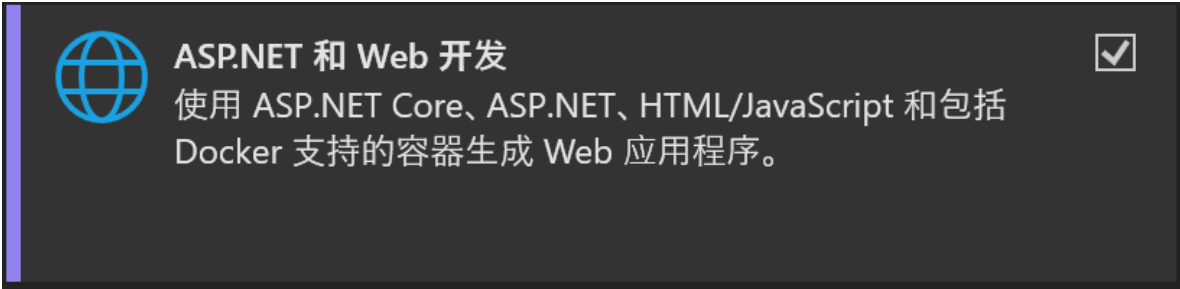 ASP.NET 和 Web 开发
使用 ASP.NET Core、ASP.NET、HTML/JavaScript 和包括
Docker 支持的容器生成 Web 应用程序。